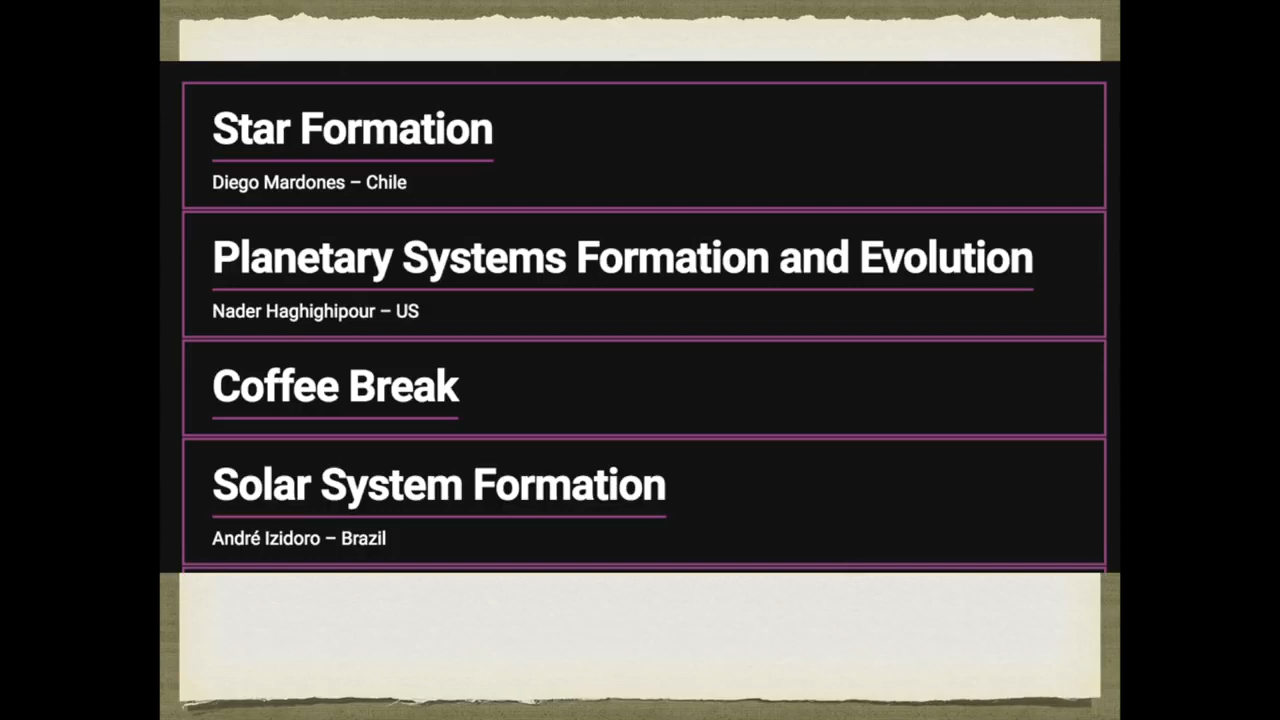 Star Formation
Diego Mardones – Chile
Planetary Systems Formation and Evolution
Nader Haghighipour – US
Coffee Break
Solar System Formation
André Izidoro – Brazil